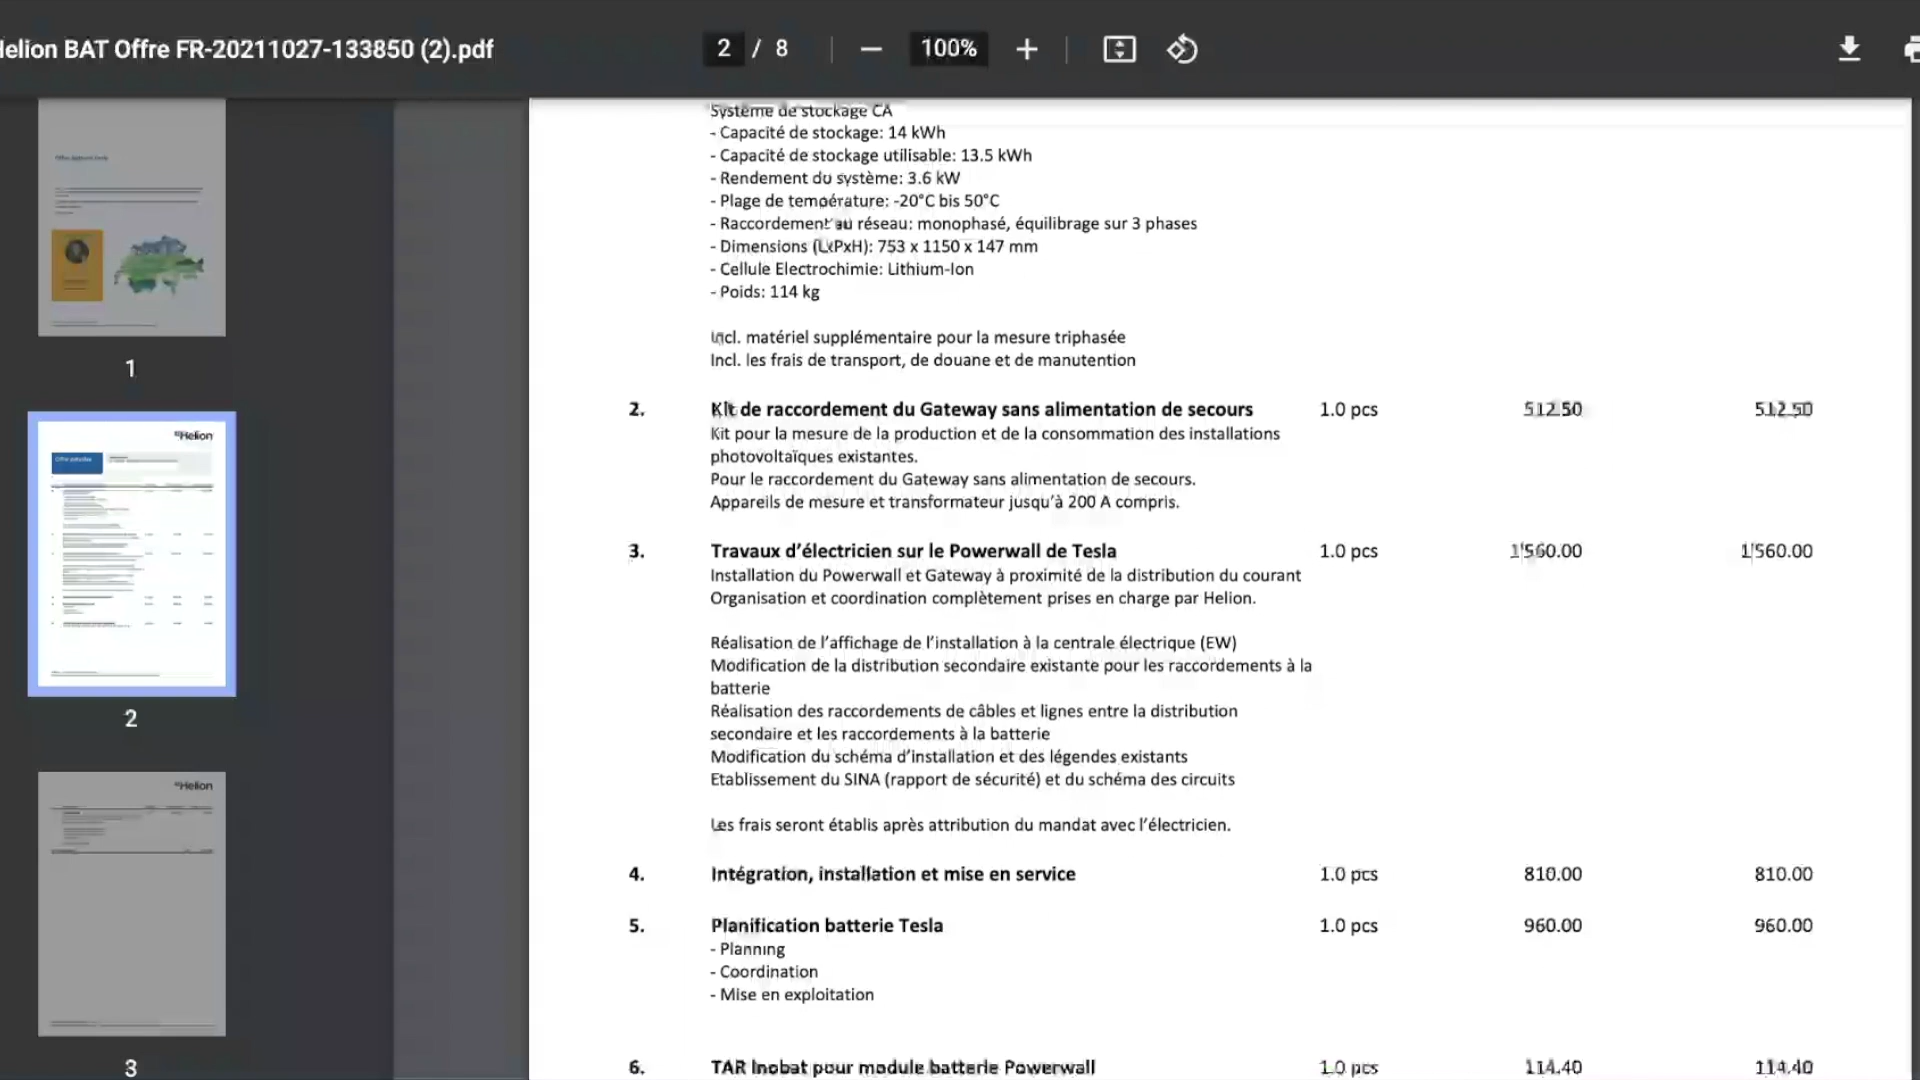 Helion BAT Offre FR-20211027-133850 (2).pdf
2 / 8
100%
Système de stockage CA
- Capacité de stockage: 14 kWh
- Capacité de stockage utilisable: 13.5 kWh
- Rendement du système: 3.6 kW
- Plage de température: -20°C bis 50°C
- Raccordement au réseau: monophasé, équilibrage sur 3 phases
- Dimensions (LxPxH): 753 x 1150 x 147 mm
- Cellule Electrochimie: Lithium-Ion
- Poids: 114 kg
Incl. matériel supplémentaire pour la mesure triphasée
Incl. les frais de transport, de douane et de manutention
2. Kit de raccordement du Gateway sans alimentation de secours 1.0 pcs 512.50 512.50
Kit pour la mesure de la production et de la consommation des installations
photovoltaïques existantes.
Pour le raccordement du Gateway sans alimentation de secours.
Appareils de mesure et transformateur jusqu'à 200 A compris.
3. Travaux d'électricien sur le Powerwall de Tesla 1.0 pcs 1'560.00 1'560.00
Installation du Powerwall et Gateway à proximité de la distribution du courant
Organisation et coordination complètement prises en charge par Helion.
Réalisation de l'affichage de l'installation à la centrale électrique (EW)
Modification de la distribution secondaire existante pour les raccordements à la
batterie
Réalisation des raccordements de câbles et lignes entre la distribution
secondaire et les raccordements à la batterie
Modification du schéma d'installation et des légendes existants
Etablissement du SINA (rapport de sécurité) et du schéma des circuits
Les frais seront établis après attribution du mandat avec l'électricien.
4. Intégration, installation et mise en service 1.0 pcs 810.00 810.00
5. Planification batterie Tesla 1.0 pcs 960.00 960.00
- Planning
- Coordination
- Mise en exploitation
6. TAR Inobat pour module batterie Powerwall 1.0 pcs 114.40 114.40
1
Helion
2
Helion
3